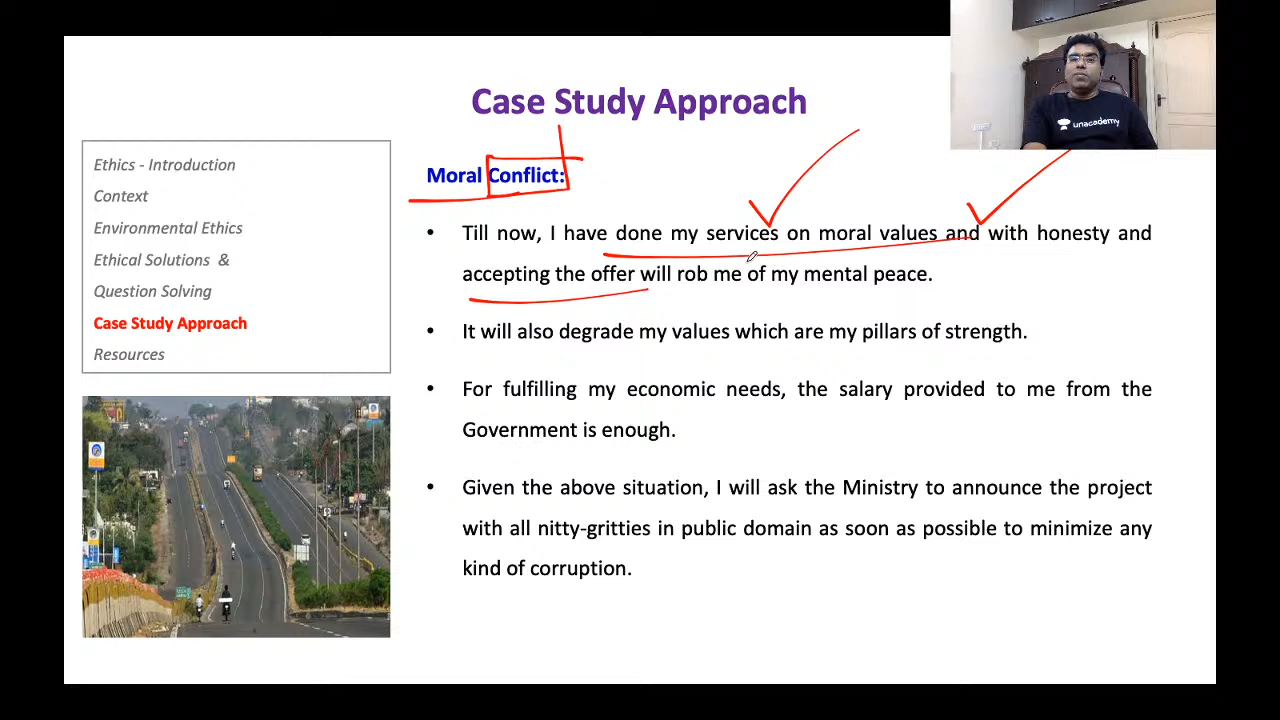 Case Study Approach
unacademy
Ethics - Introduction
Context
Environmental Ethics
Ethical Solutions &
Question Solving
Case Study Approach
Resources
Moral Conflict:
• Till now, I have done my services on moral values and with honesty and
accepting the offer will rob me of my mental peace.
• It will also degrade my values which are my pillars of strength.
• For fulfilling my economic needs, the salary provided to me from the
Government is enough.
• Given the above situation, I will ask the Ministry to announce the project
with all nitty-gritties in public domain as soon as possible to minimize any
kind of corruption.